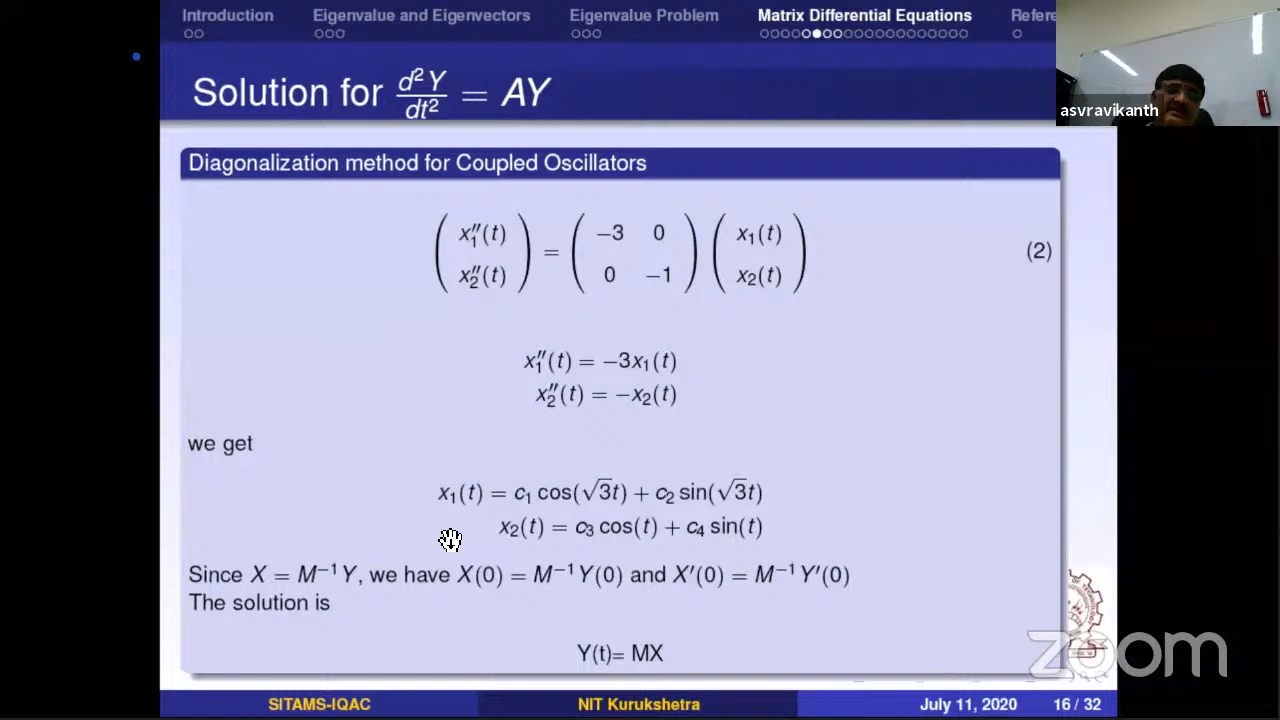 Introduction Eigenvalue and Eigenvectors Eigenvalue Problem Matrix Differential Equations Refere
Solution for d²Y/dt² = AY
asvravikanth
Diagonalization method for Coupled Oscillators
( x₁″(t) ) = ( −3 0 ) ( x₁(t) ) (2)
( x₂″(t) ) ( 0 −1 ) ( x₂(t) )
x₁″(t) = −3x₁(t)
x₂″(t) = −x₂(t)
we get
x₁(t) = c₁ cos(√3t) + c₂ sin(√3t)
x₂(t) = c₃ cos(t) + c₄ sin(t)
Since X = M⁻¹Y, we have X(0) = M⁻¹Y(0) and X′(0) = M⁻¹Y′(0)
The solution is
Y(t)= MX
zoom
SITAMS-IQAC NIT Kurukshetra July 11, 2020 16 / 32